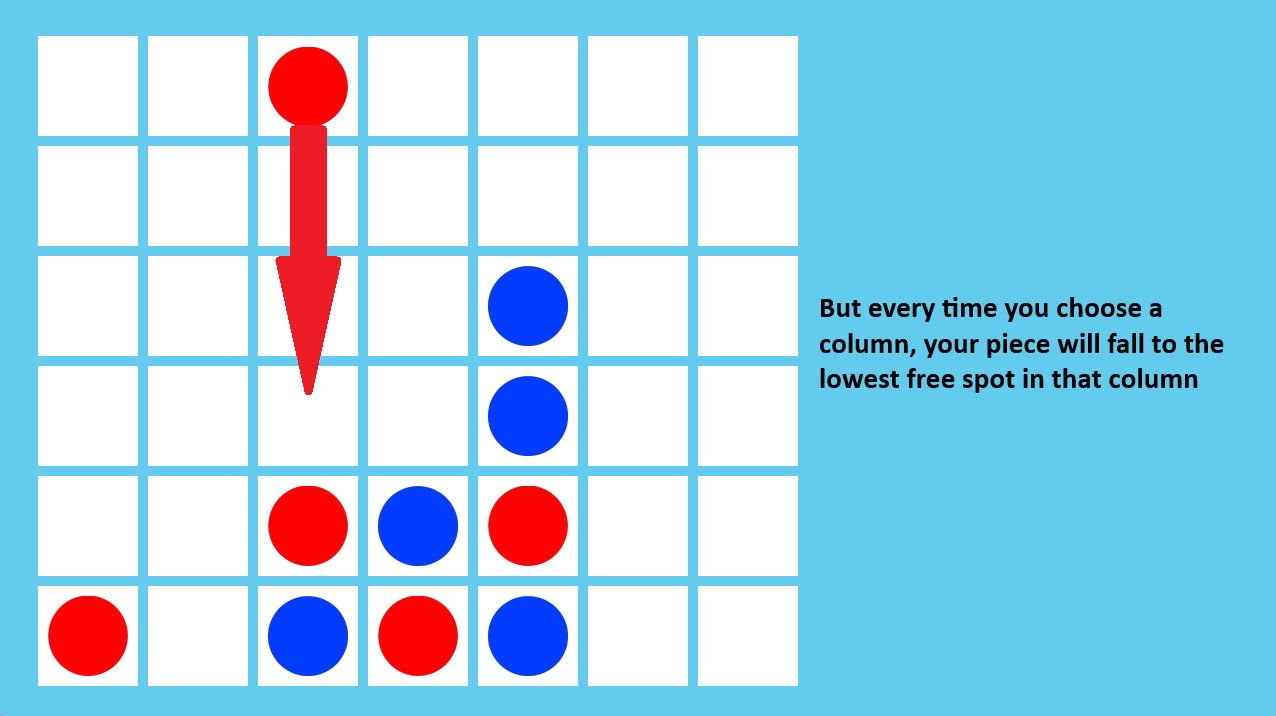 But every time you choose a
column, your piece will fall to the
lowest free spot in that column